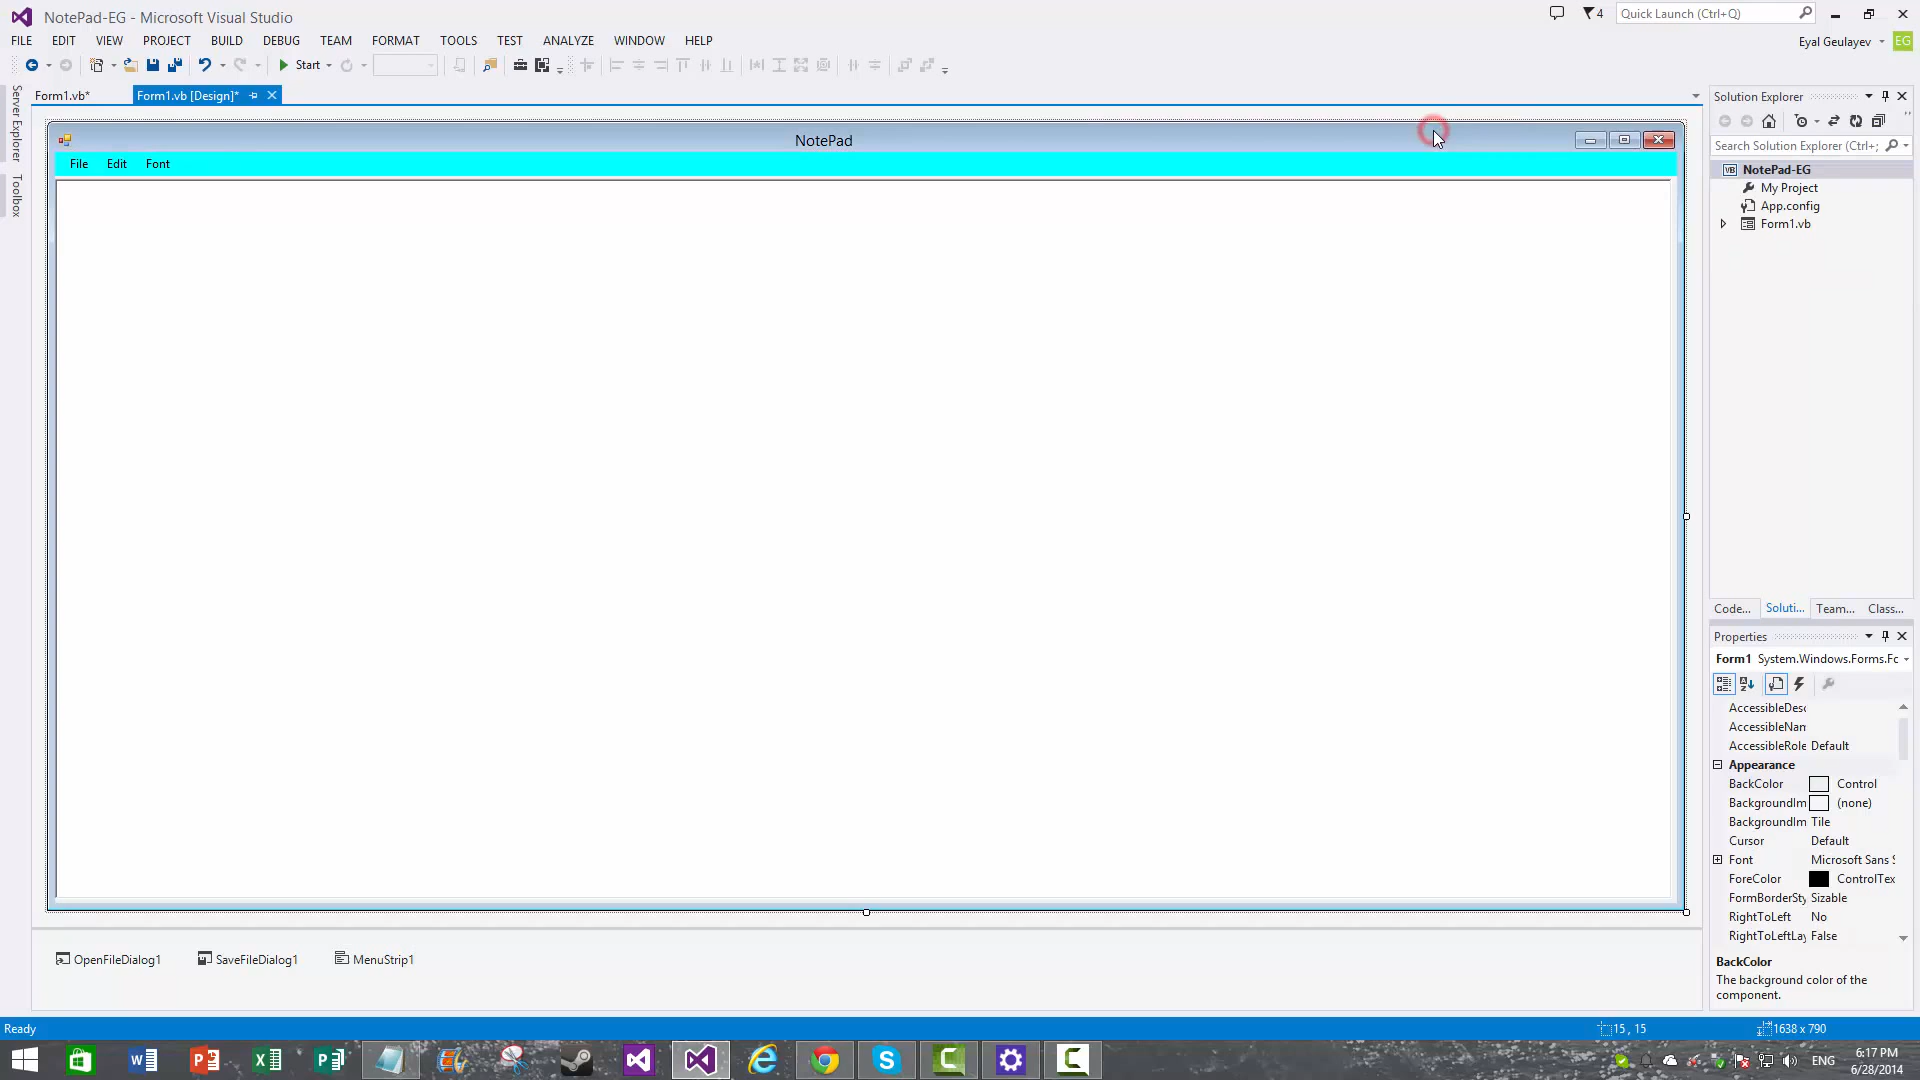 NotePad-EG - Microsoft Visual Studio
4
Quick Launch (Ctrl+Q)
FILE EDIT VIEW PROJECT BUILD DEBUG TEAM FORMAT TOOLS TEST ANALYZE WINDOW HELP
Eyal Geulayev EG
Start
Server Explorer
Toolbox
Form1.vb*
Form1.vb [Design]*
NotePad
File Edit Font
OpenFileDialog1 SaveFileDialog1 MenuStrip1
Solution Explorer
Search Solution Explorer (Ctrl+;
NotePad-EG
My Project
App.config
Form1.vb
Code... Soluti... Team... Class...
Properties
Form1 System.Windows.Forms.Fc
AccessibleDesc
AccessibleNam
AccessibleRole Default
Appearance
BackColor Control
BackgroundIm (none)
BackgroundIm Tile
Cursor Default
Font Microsoft Sans S
ForeColor ControlTex
FormBorderSty Sizable
RightToLeft No
RightToLeftLay False
BackColor
The background color of the
component.
Ready
15 , 15
1638 x 790
ENG
6:17 PM
6/28/2014